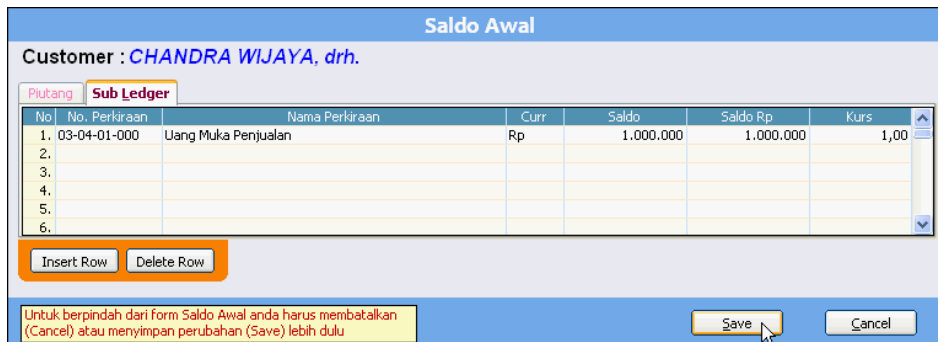 Saldo Awal
Customer : CHANDRA WIJAYA, drh.
Piutang Sub Ledger
No No. Perkiraan Nama Perkiraan Curr Saldo Saldo Rp Kurs
1. 03-04-01-000 Uang Muka Penjualan Rp 1.000.000 1.000.000 1,00
2.
3.
4.
5.
6.
Insert Row Delete Row
Untuk berpindah dari form Saldo Awal anda harus membatalkan
(Cancel) atau menyimpan perubahan (Save) lebih dulu
Save Cancel